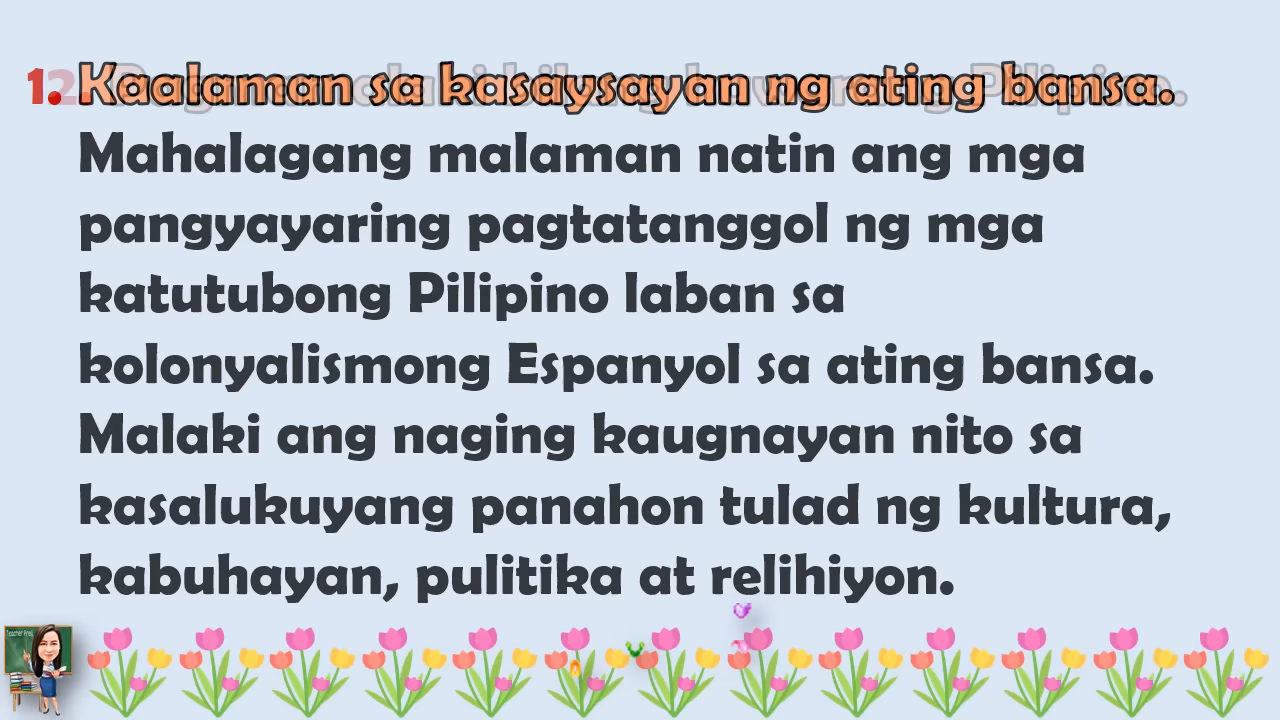 1. Kaalaman sa kasaysayan ng ating bansa.
Mahalagang malaman natin ang mga
pangyayaring pagtatanggol ng mga
katutubong Pilipino laban sa
kolonyalismong Espanyol sa ating bansa.
Malaki ang naging kaugnayan nito sa
kasalukuyang panahon tulad ng kultura,
kabuhayan, pulitika at relihiyon.